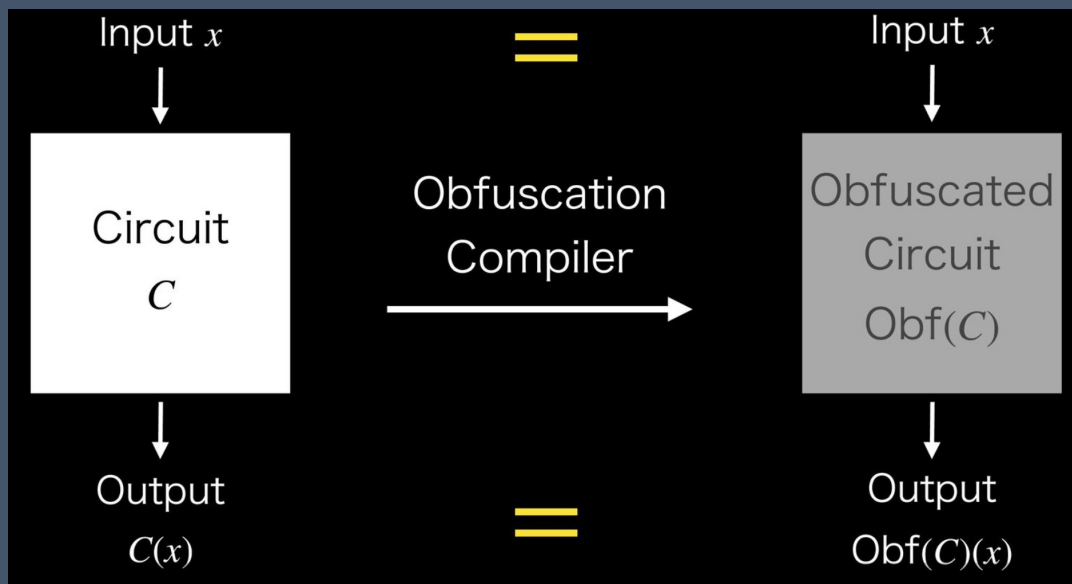 Input x
=
Input x
Circuit
C
Obfuscation
Compiler
Obfuscated
Circuit
Obf(C)
Output
C(x)
=
Output
Obf(C)(x)